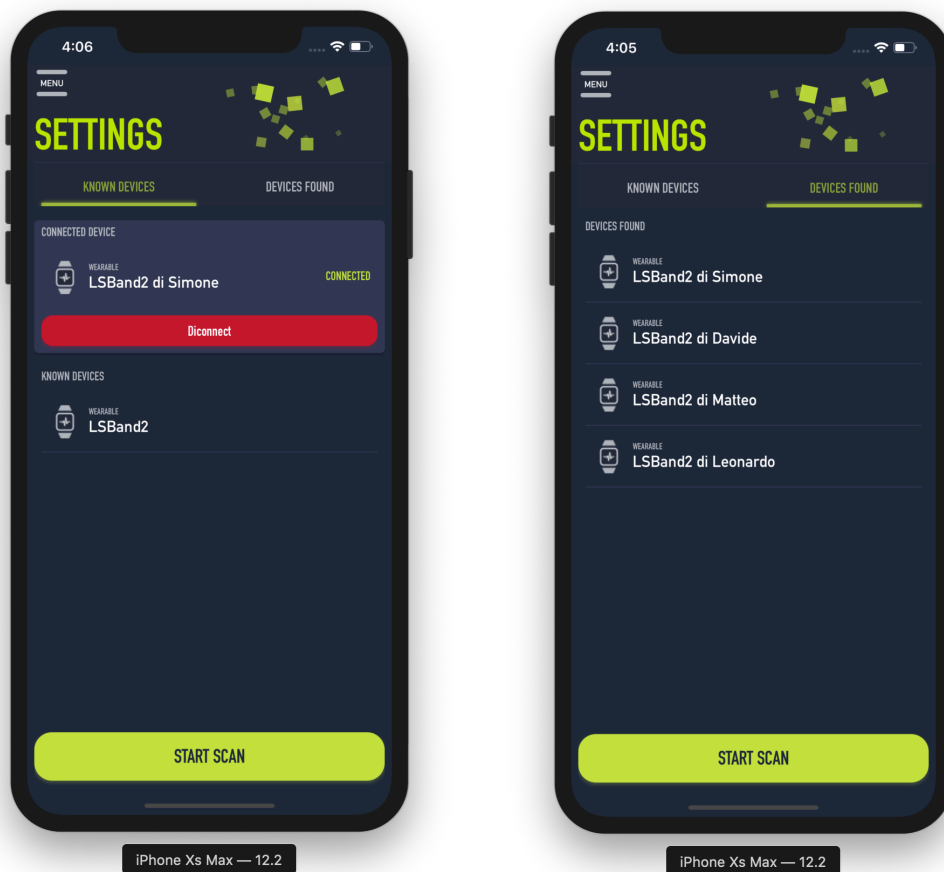 4:06
MENU
SETTINGS
KNOWN DEVICES
DEVICES FOUND
CONNECTED DEVICE
WEARABLE
LSBand2 di Simone
CONNECTED
Diconnect
KNOWN DEVICES
WEARABLE
LSBand2
START SCAN
iPhone Xs Max — 12.2
4:05
MENU
SETTINGS
KNOWN DEVICES
DEVICES FOUND
DEVICES FOUND
WEARABLE
LSBand2 di Simone
WEARABLE
LSBand2 di Davide
WEARABLE
LSBand2 di Matteo
WEARABLE
LSBand2 di Leonardo
START SCAN
iPhone Xs Max — 12.2